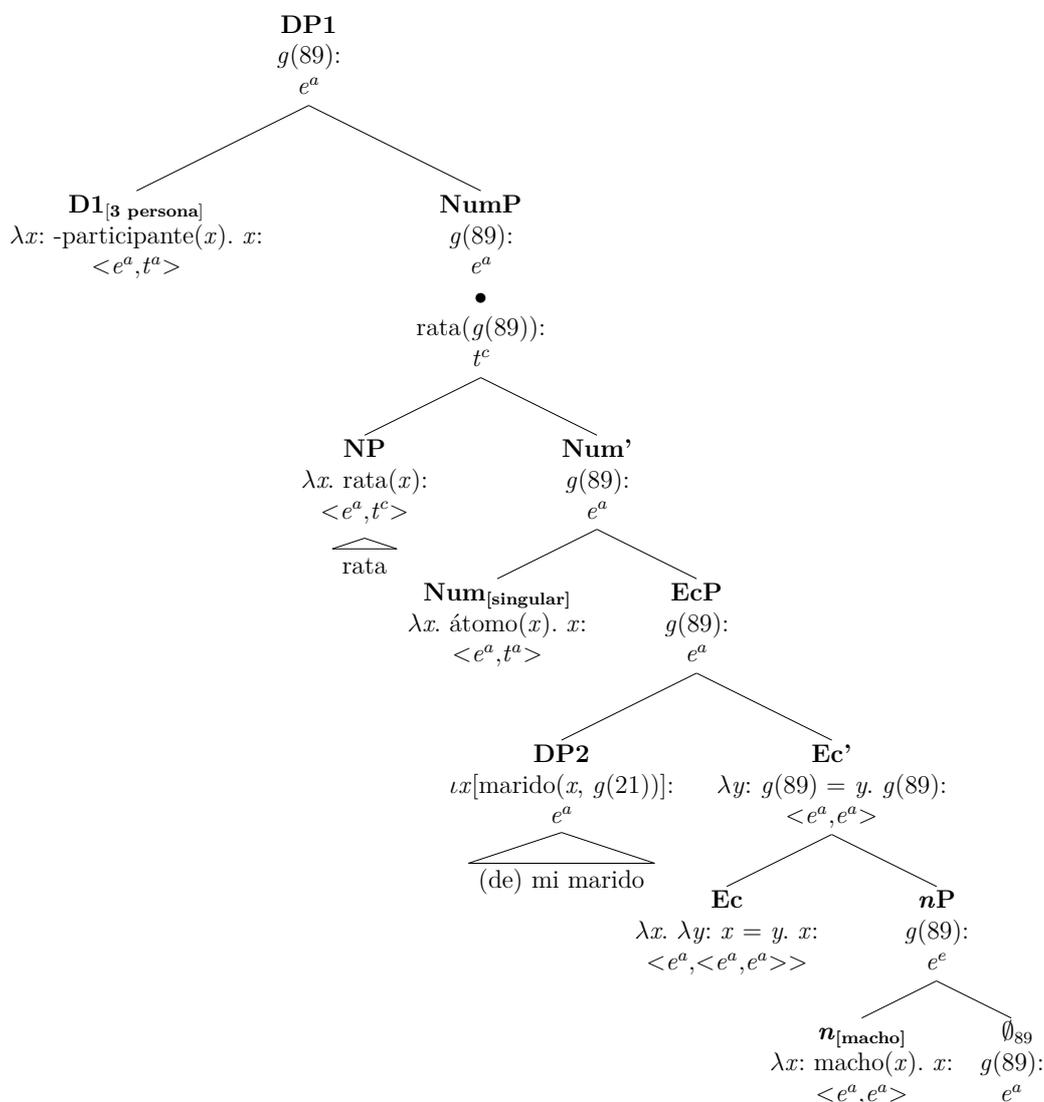 DP1
g(89):
e^a
D1[3 persona]
λx: -participante(x). x:
<e^a,t^a>
NumP
g(89):
e^a
•
rata(g(89)):
t^c
NP
λx. rata(x):
<e^a,t^c>
rata
Num’
g(89):
e^a
Num[singular]
λx. átomo(x). x:
<e^a,t^a>
EcP
g(89):
e^a
DP2
ιx[marido(x, g(21))]:
e^a
(de) mi marido
Ec’
λy: g(89) = y. g(89):
<e^a,e^a>
Ec
λx. λy: x = y. x:
<e^a,<e^a,e^a>>
nP
g(89):
e^e
n[macho]
λx: macho(x). x:
<e^a,e^a>
∅89
g(89):
e^a